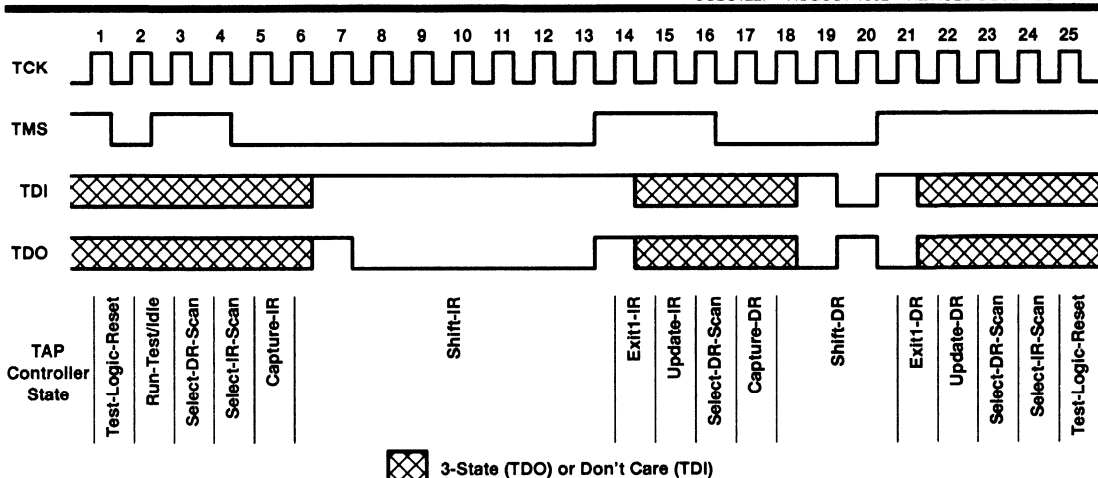 1 2 3 4 5 6 7 8 9 10 11 12 13 14 15 16 17 18 19 20 21 22 23 24 25
TCK
TMS
TDI
TDO
TAP
Controller
State
Test-Logic-Reset
Run-Test/Idle
Select-DR-Scan
Select-IR-Scan
Capture-IR
Shift-IR
Exit1-IR
Update-IR
Select-DR-Scan
Capture-DR
Shift-DR
Exit1-DR
Update-DR
Select-DR-Scan
Select-IR-Scan
Test-Logic-Reset
3-State (TDO) or Don't Care (TDI)